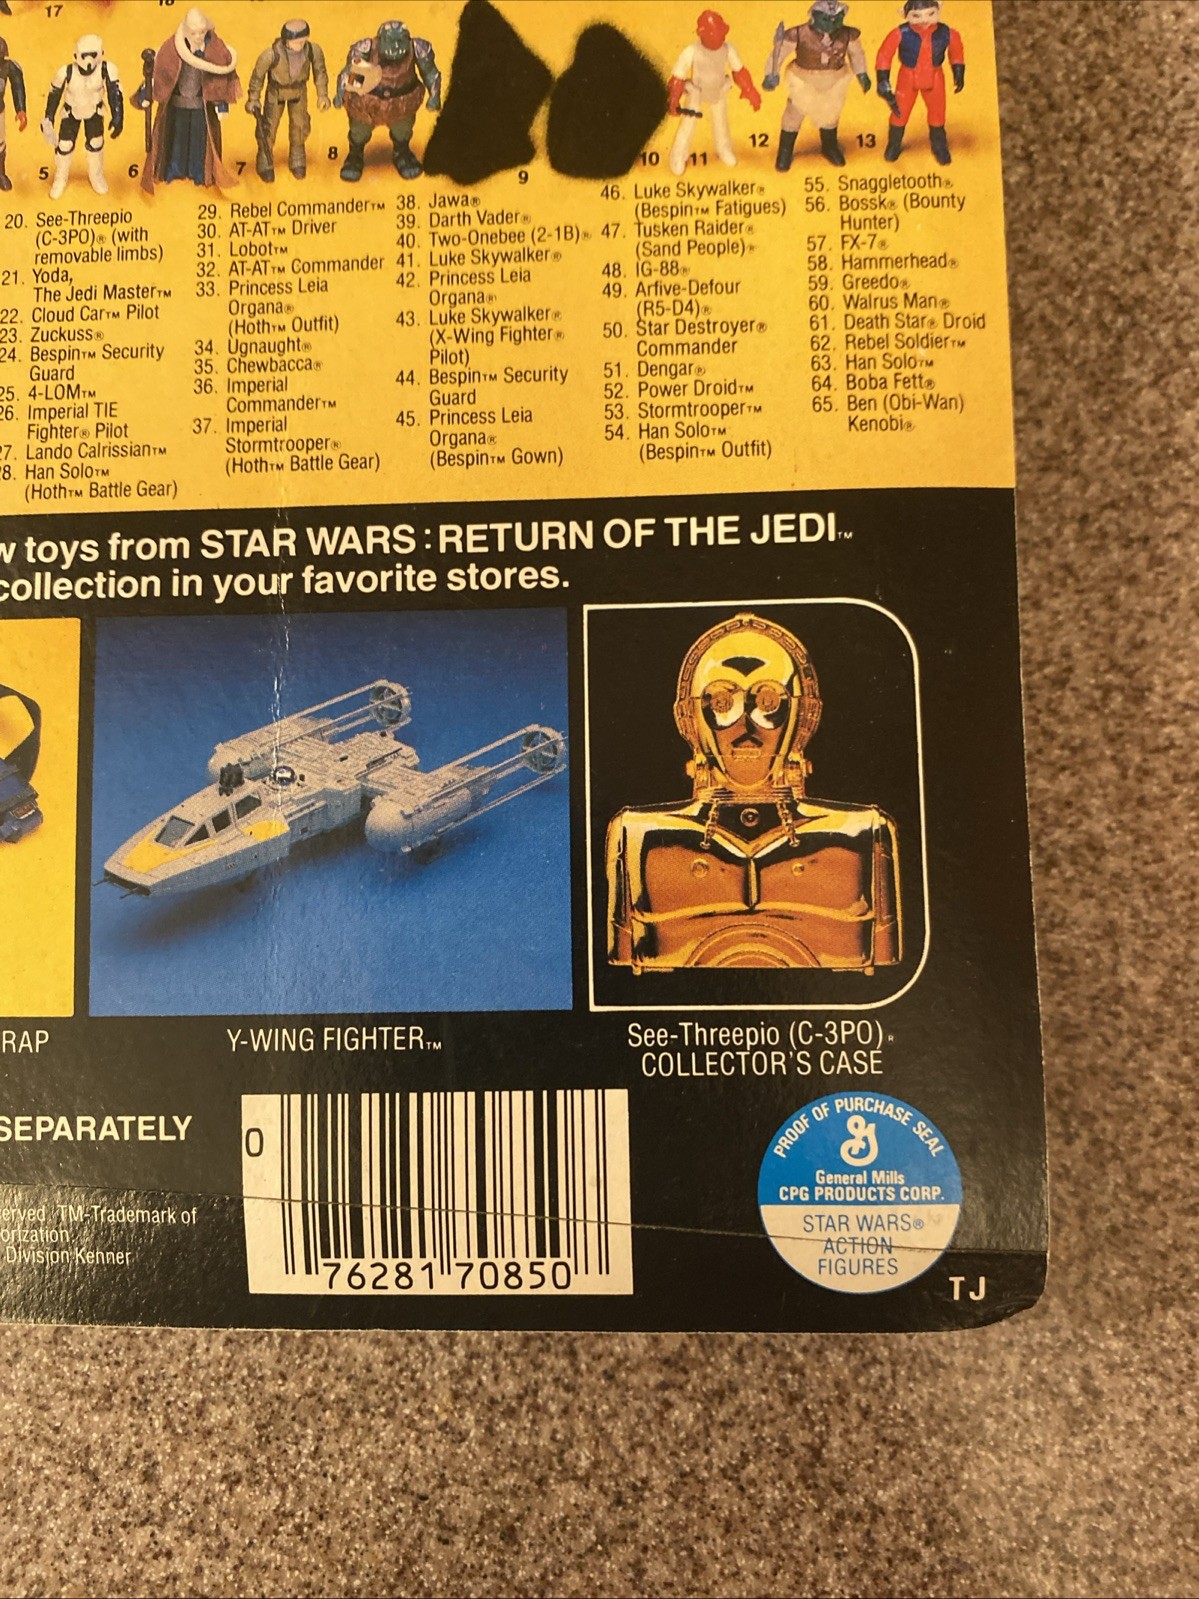 17
5
6
7
8
9
10
11
12
13
20. See-Threepio
(C-3PO)® (with
removable limbs)
21. Yoda,
The Jedi Master™
22. Cloud Car™ Pilot
23. Zuckuss®
24. Bespin™ Security
Guard
25. 4-LOM™
26. Imperial TIE
Fighter® Pilot
27. Lando Calrissian™
28. Han Solo™
(Hoth™ Battle Gear)
29. Rebel Commander™
30. AT-AT™ Driver
31. Lobot™
32. AT-AT™ Commander
33. Princess Leia
Organa®
(Hoth™ Outfit)
34. Ugnaught®
35. Chewbacca®
36. Imperial
Commander™
37. Imperial
Stormtrooper®
(Hoth™ Battle Gear)
38. Jawa®
39. Darth Vader®
40. Two-Onebee (2-1B)®
41. Luke Skywalker®
42. Princess Leia
Organa®
43. Luke Skywalker®
(X-Wing Fighter®
Pilot)
44. Bespin™ Security
Guard
45. Princess Leia
Organa®
(Bespin™ Gown)
46. Luke Skywalker®
(Bespin™ Fatigues)
47. Tusken Raider®
(Sand People)®
48. IG-88®
49. Arfive-Defour
(R5-D4)®
50. Star Destroyer®
Commander
51. Dengar®
52. Power Droid™
53. Stormtrooper™
54. Han Solo™
(Bespin™ Outfit)
55. Snaggletooth®
56. Bossk® (Bounty
Hunter)
57. FX-7®
58. Hammerhead®
59. Greedo®
60. Walrus Man®
61. Death Star® Droid
62. Rebel Soldier™
63. Han Solo™
64. Boba Fett®
65. Ben (Obi-Wan)
Kenobi®
w toys from STAR WARS : RETURN OF THE JEDI™
collection in your favorite stores.
RAP
Y-WING FIGHTER™
See-Threepio (C-3PO)®
COLLECTOR'S CASE
SEPARATELY
erved. TM-Trademark of
orization.
Division Kenner
0
76281 70850
PROOF OF PURCHASE SEAL
G
General Mills
CPG PRODUCTS CORP.
STAR WARS®
ACTION
FIGURES
TJ